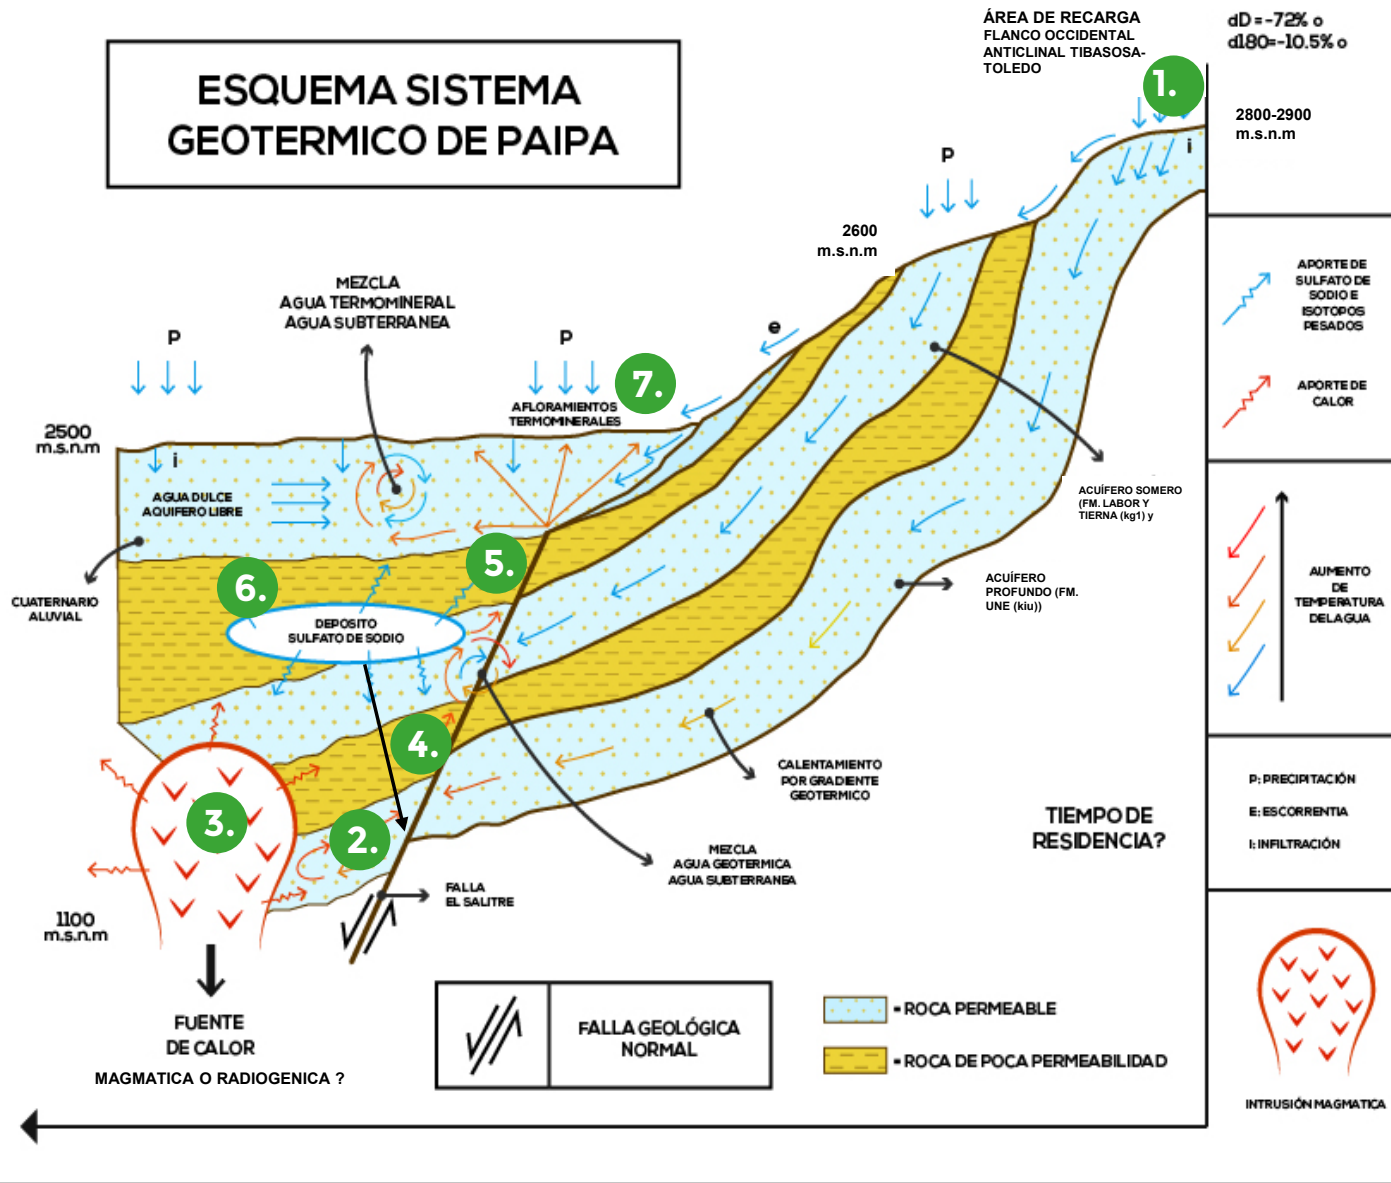 ESQUEMA SISTEMA
GEOTERMICO DE PAIPA
ÁREA DE RECARGA
FLANCO OCCIDENTAL
ANTICLINAL TIBASOSA-
TOLEDO
1.
dD =-72% o
d180=-10.5% o
2800-2900
m.s.n.m
i
P
2600
m.s.n.m
e
MEZCLA
AGUA TERMOMINERAL
AGUA SUBTERRANEA
P
P
7.
AFLORAMIENTOS
TERMOMINERALES
2500
m.s.n.m
i
AGUA DULCE
AQUIFERO LIBRE
CUATERNARIO
ALUVIAL
6.
5.
DEPOSITO
SULFATO DE SODIO
4.
3.
2.
ACUÍFERO SOMERO
(FM. LABOR Y
TIERNA (kg1) y
ACUÍFERO
PROFUNDO (FM.
UNE (kiu))
CALENTAMIENTO
POR GRADIENTE
GEOTERMICO
MEZCLA
AGUA GEOTERMICA
AGUA SUBTERRANEA
TIEMPO DE
RESIDENCIA?
FALLA
EL SALITRE
1100
m.s.n.m
FUENTE
DE CALOR
MAGMATICA O RADIOGENICA ?
FALLA GEOLÓGICA
NORMAL
= ROCA PERMEABLE
= ROCA DE POCA PERMEABILIDAD
APORTE DE
SULFATO DE
SODIO E
ISOTOPOS
PESADOS
APORTE DE
CALOR
AUMENTO
DE
TEMPERATURA
DEL AGUA
P: PRECIPITACIÓN
E: ESCORRENTIA
I: INFILTRACIÓN
INTRUSIÓN MAGMATICA